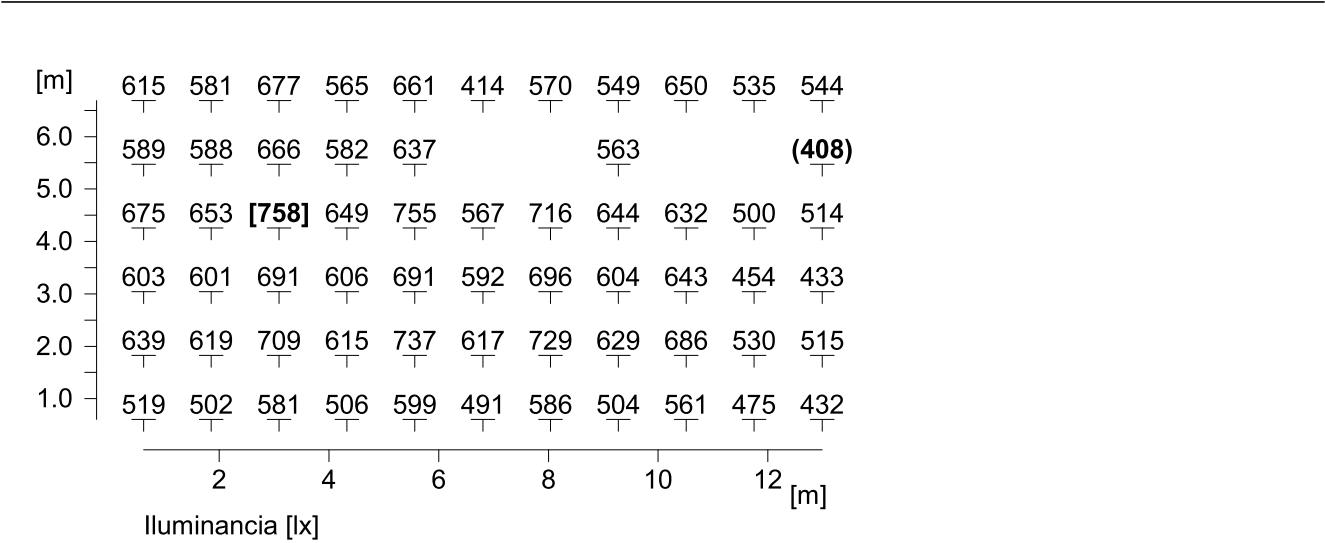 [m] 615 581 677 565 661 414 570 549 650 535 544
6.0 589 588 666 582 637 563 (408)
5.0
675 653 [758] 649 755 567 716 644 632 500 514
4.0
603 601 691 606 691 592 696 604 643 454 433
3.0
639 619 709 615 737 617 729 629 686 530 515
2.0
1.0 519 502 581 506 599 491 586 504 561 475 432
2 4 6 8 10 12 [m]
Iluminancia [lx]